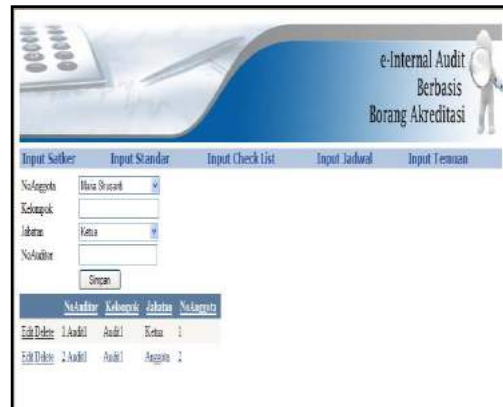 e-Internal Audit
Berbasis
Borang Akreditasi
Input Satker Input Standar Input Check List Input Jadwal Input Temuan
NoAnggota
Kelompok
Jabatan Ketua
NoAuditor
Simpan
NoAuditor Kelompok Jabatan NoAnggota
Edit Delete 1 Audit1 Audit1 Ketua 1
Edit Delete 2 Audit1 Audit1 Anggota 2